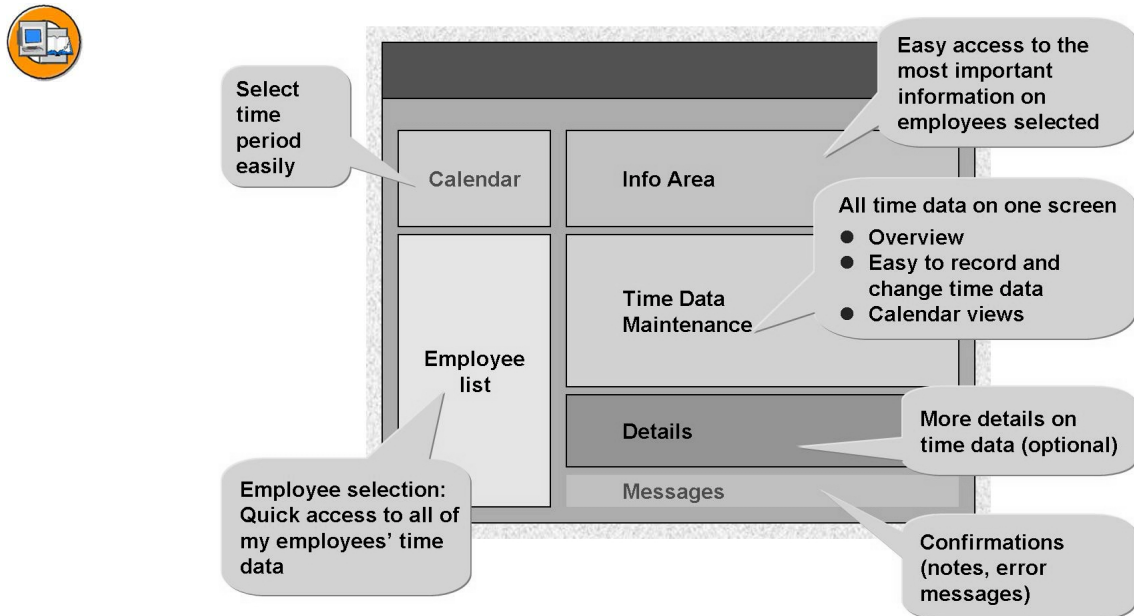 Select
time
period
easily
Easy access to the
most important
information on
employees selected
Calendar
Info Area
All time data on one screen
● Overview
● Easy to record and
change time data
● Calendar views
Time Data
Maintenance
Employee
list
Details
More details on
time data (optional)
Messages
Employee selection:
Quick access to all of
my employees’ time
data
Confirmations
(notes, error
messages)